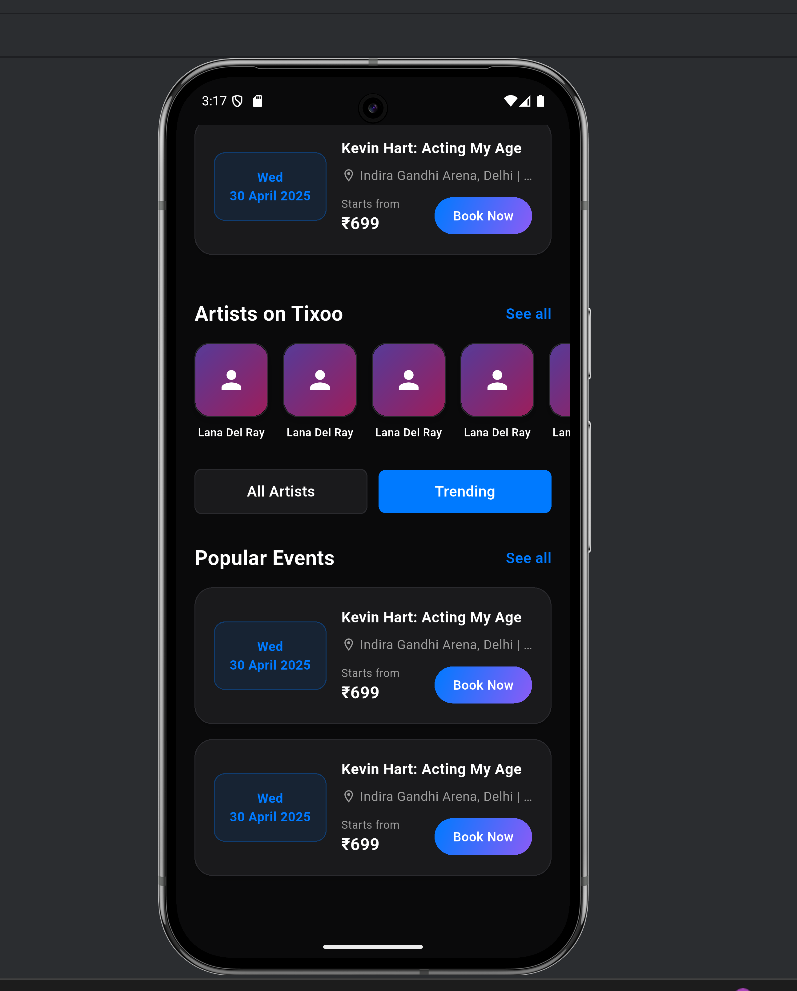 3:17
Kevin Hart: Acting My Age
Wed
30 April 2025
Indira Gandhi Arena, Delhi | ...
Starts from
₹699
Book Now
Artists on Tixoo
See all
Lana Del Ray
Lana Del Ray
Lana Del Ray
Lana Del Ray
Lan
All Artists
Trending
Popular Events
See all
Kevin Hart: Acting My Age
Wed
30 April 2025
Indira Gandhi Arena, Delhi | ...
Starts from
₹699
Book Now
Kevin Hart: Acting My Age
Wed
30 April 2025
Indira Gandhi Arena, Delhi | ...
Starts from
₹699
Book Now